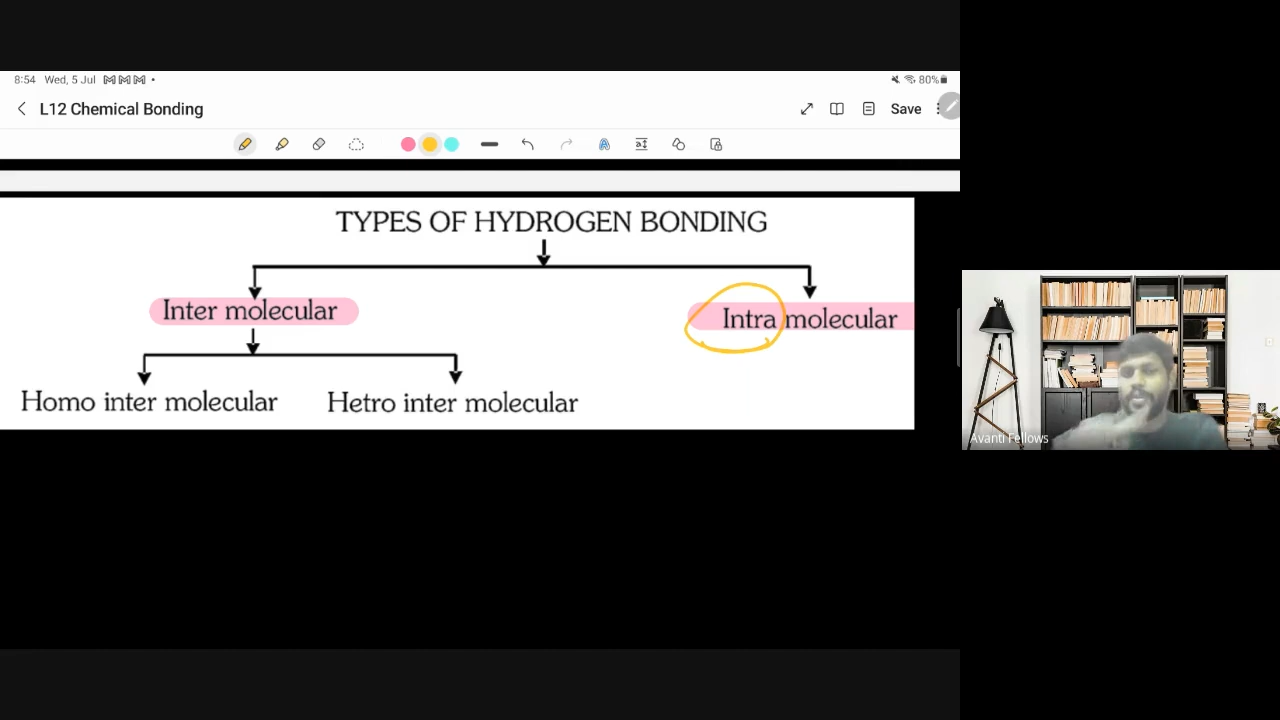 8:54 Wed, 5 Jul
80%
L12 Chemical Bonding
Save
TYPES OF HYDROGEN BONDING
Inter molecular
Intra molecular
Homo inter molecular
Hetro inter molecular
Avanti Fellows